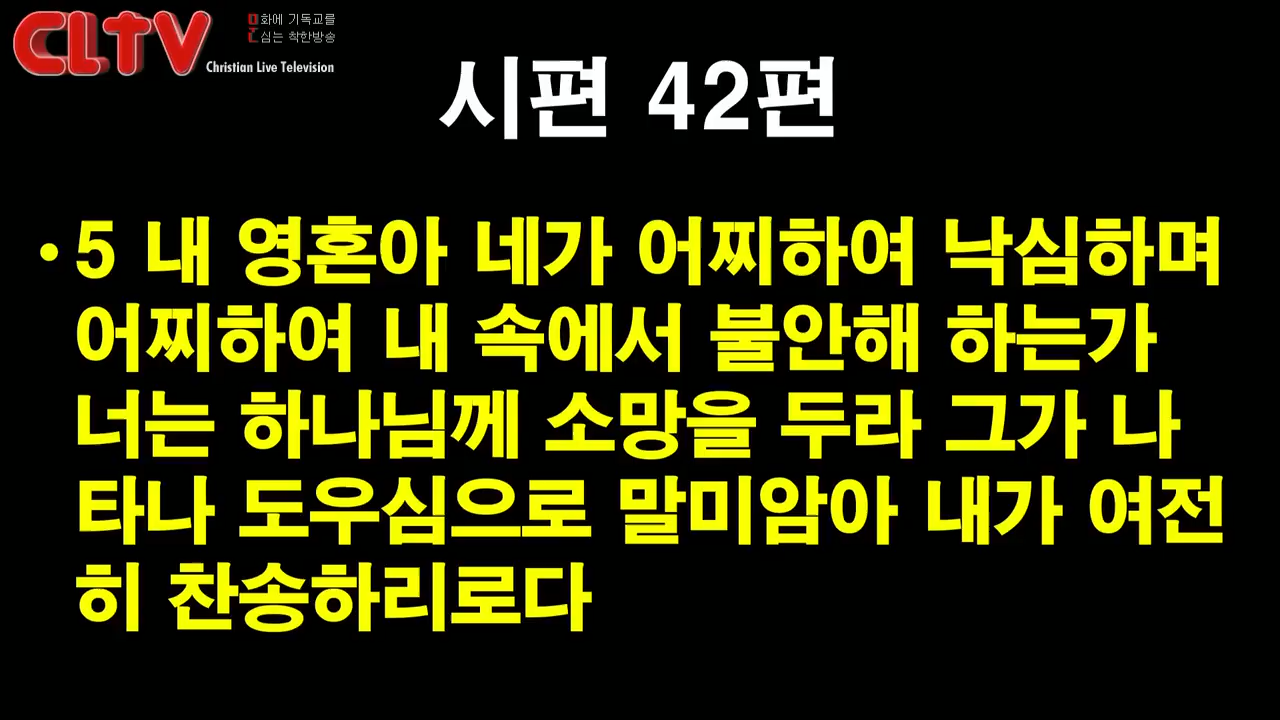 CLTV
문화에 기독교를
심는 착한방송
Christian Live Television
시편 42편
• 5 내 영혼아 네가 어찌하여 낙심하며
어찌하여 내 속에서 불안해 하는가
너는 하나님께 소망을 두라 그가 나
타나 도우심으로 말미암아 내가 여전
히 찬송하리로다